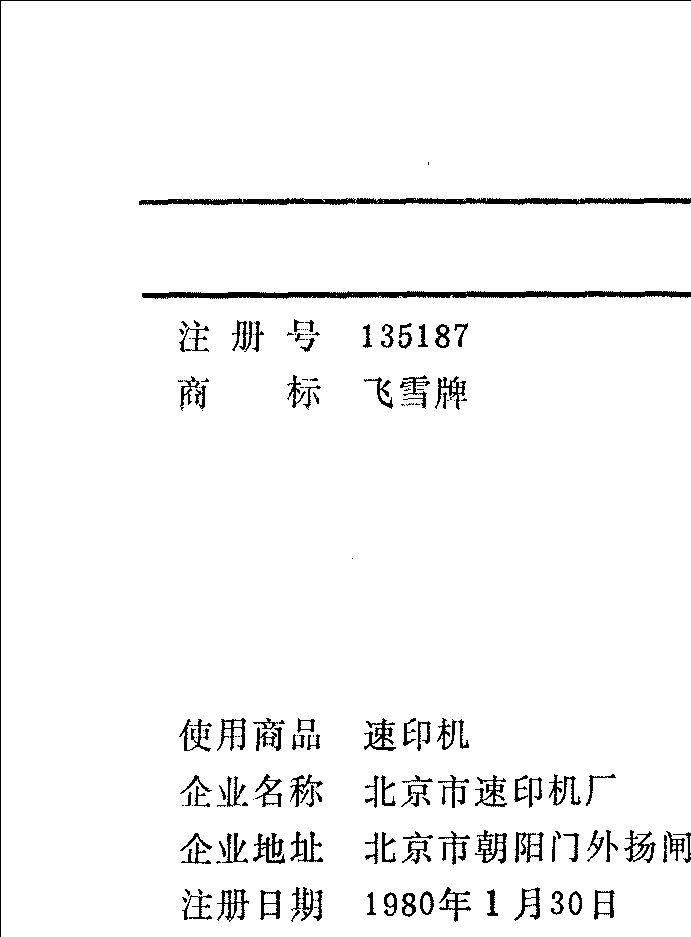 注册号 135187
商标 飞雪牌
使用商品 速印机
企业名称 北京市速印机厂
企业地址 北京市朝阳门外扬闸
注册日期 1980年1月30日